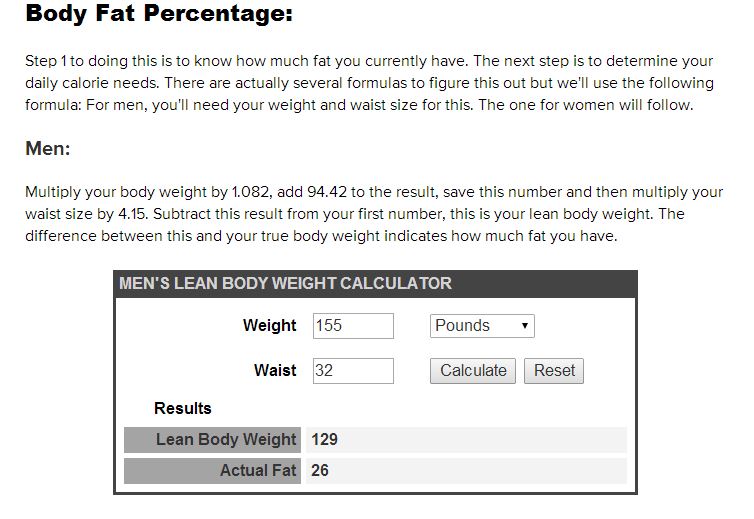 Body Fat Percentage:
Step 1 to doing this is to know how much fat you currently have. The next step is to determine your
daily calorie needs. There are actually several formulas to figure this out but we'll use the following
formula: For men, you'll need your weight and waist size for this. The one for women will follow.
Men:
Multiply your body weight by 1.082, add 94.42 to the result, save this number and then multiply your
waist size by 4.15. Subtract this result from your first number, this is your lean body weight. The
difference between this and your true body weight indicates how much fat you have.
MEN'S LEAN BODY WEIGHT CALCULATOR
Weight 155 Pounds
Waist 32 Calculate Reset
Results
Lean Body Weight 129
Actual Fat 26